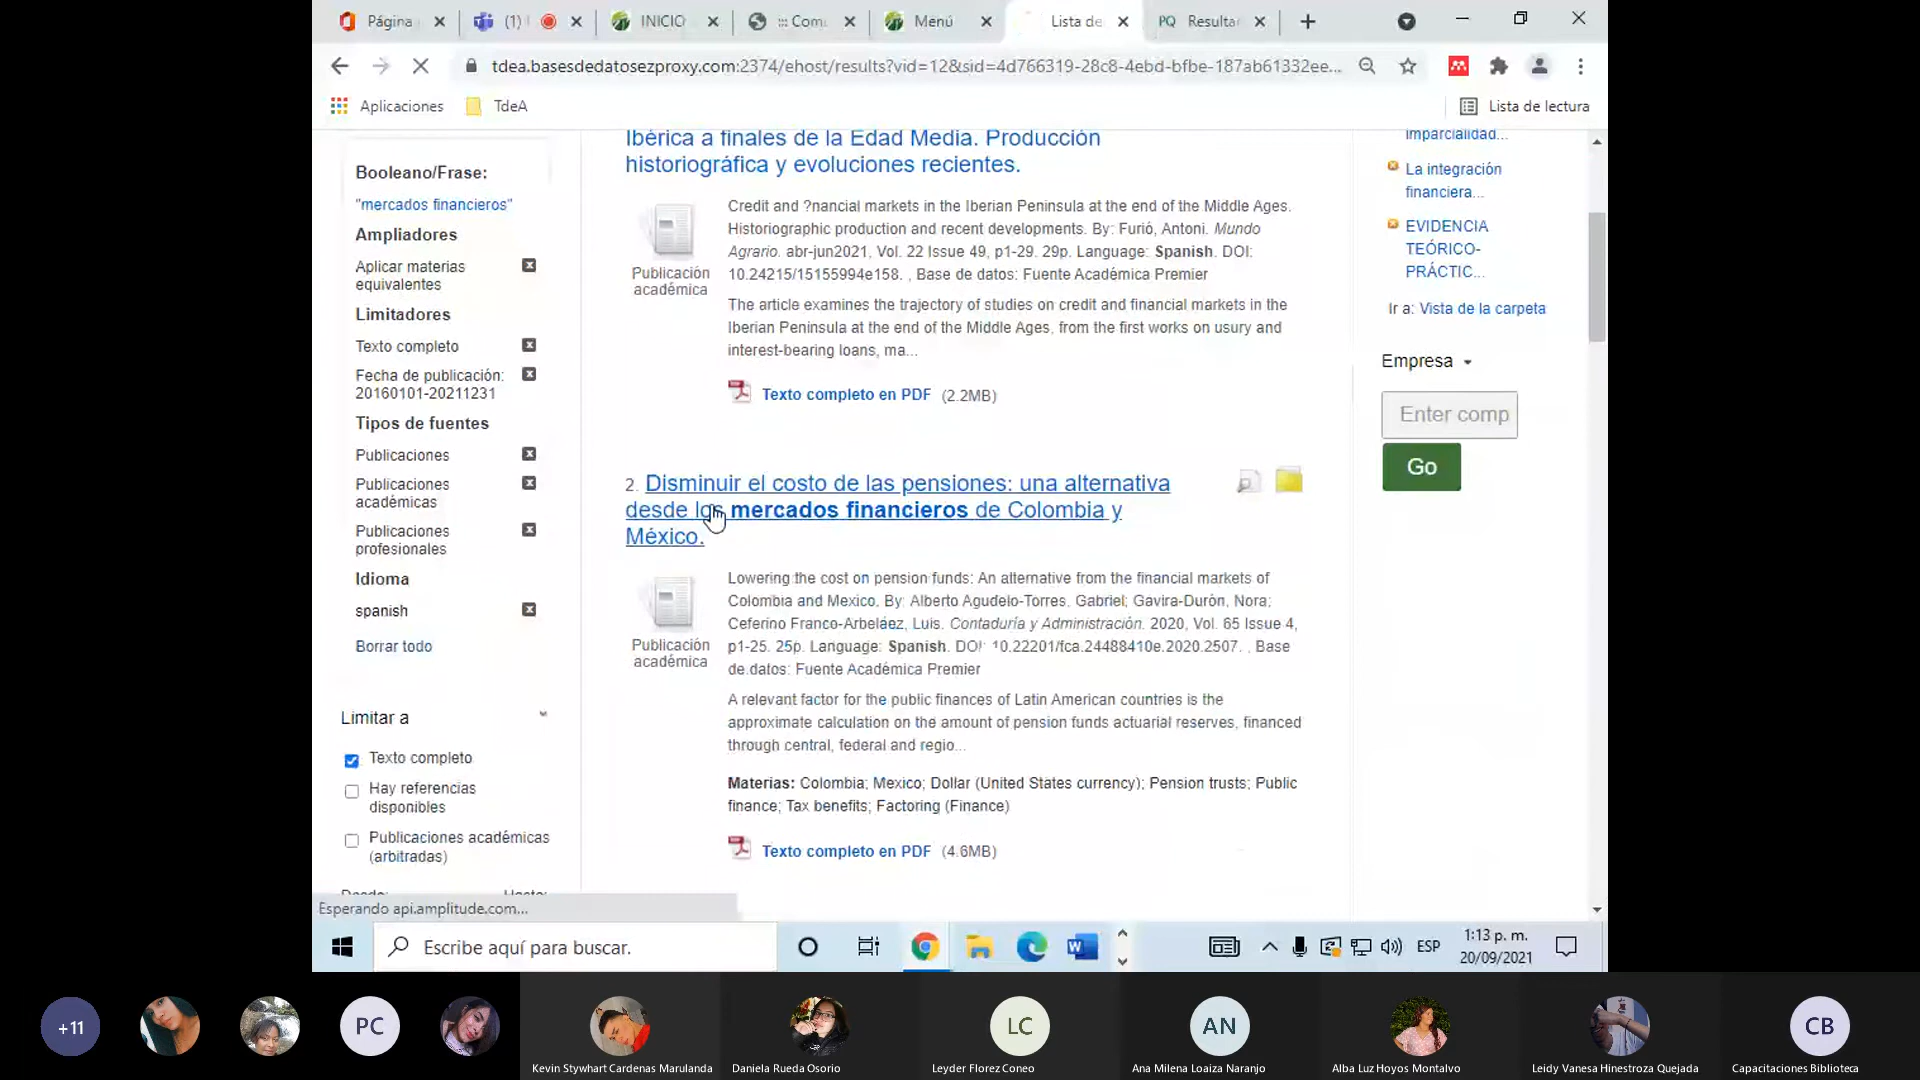 Página
(1)
INICIO
::: Com
Menú
Lista de
PQ Resulta
tdea.basesdedatosezproxy.com:2374/ehost/results?vid=12&sid=4d766319-28c8-4ebd-bfbe-187ab61332ee...
Aplicaciones
TdeA
Lista de lectura
Booleano/Frase:
"mercados financieros"
Ampliadores
Aplicar materias
equivalentes
Limitadores
Texto completo
Fecha de publicación:
20160101-20211231
Tipos de fuentes
Publicaciones
Publicaciones
académicas
Publicaciones
profesionales
Idioma
spanish
Borrar todo
Limitar a
Texto completo
Hay referencias
disponibles
Publicaciones académicas
(arbitradas)
Desde:
Hasta:
Esperando api.amplitude.com...
Ibérica a finales de la Edad Media. Producción
historiográfica y evoluciones recientes.
Publicación
académica
Credit and ?nancial markets in the Iberian Peninsula at the end of the Middle Ages.
Historiographic production and recent developments. By: Furió, Antoni. Mundo
Agrario. abr-jun2021, Vol. 22 Issue 49, p1-29. 29p. Language: Spanish. DOI:
10.24215/15155994e158. , Base de datos: Fuente Académica Premier
The article examines the trajectory of studies on credit and financial markets in the
Iberian Peninsula at the end of the Middle Ages, from the first works on usury and
interest-bearing loans, ma...
Texto completo en PDF (2.2MB)
2. Disminuir el costo de las pensiones: una alternativa
desde los mercados financieros de Colombia y
México.
Publicación
académica
Lowering the cost on pension funds: An alternative from the financial markets of
Colombia and Mexico. By: Alberto Agudelo-Torres, Gabriel; Gavira-Durón, Nora;
Ceferino Franco-Arbeláez, Luis. Contaduría y Administración. 2020, Vol. 65 Issue 4,
p1-25. 25p. Language: Spanish. DOI: 10.22201/fca.24488410e.2020.2507. , Base
de datos: Fuente Académica Premier
A relevant factor for the public finances of Latin American countries is the
approximate calculation on the amount of pension funds actuarial reserves, financed
through central, federal and regio...
Materias: Colombia; Mexico; Dollar (United States currency); Pension trusts; Public
finance; Tax benefits; Factoring (Finance)
Texto completo en PDF (4.6MB)
imparcialidad...
La integración
financiera...
EVIDENCIA
TEÓRICO-
PRÁCTIC...
Ir a: Vista de la carpeta
Empresa
Enter comp
Go
Escribe aquí para buscar.
ESP
1:13 p. m.
20/09/2021
+11
PC
Kevin Stywhart Cardenas Marulanda
Daniela Rueda Osorio
LC
Leyder Florez Coneo
AN
Ana Milena Loaiza Naranjo
Alba Luz Hoyos Montalvo
Leidy Vanesa Hinestroza Quejada
CB
Capacitaciones Biblioteca